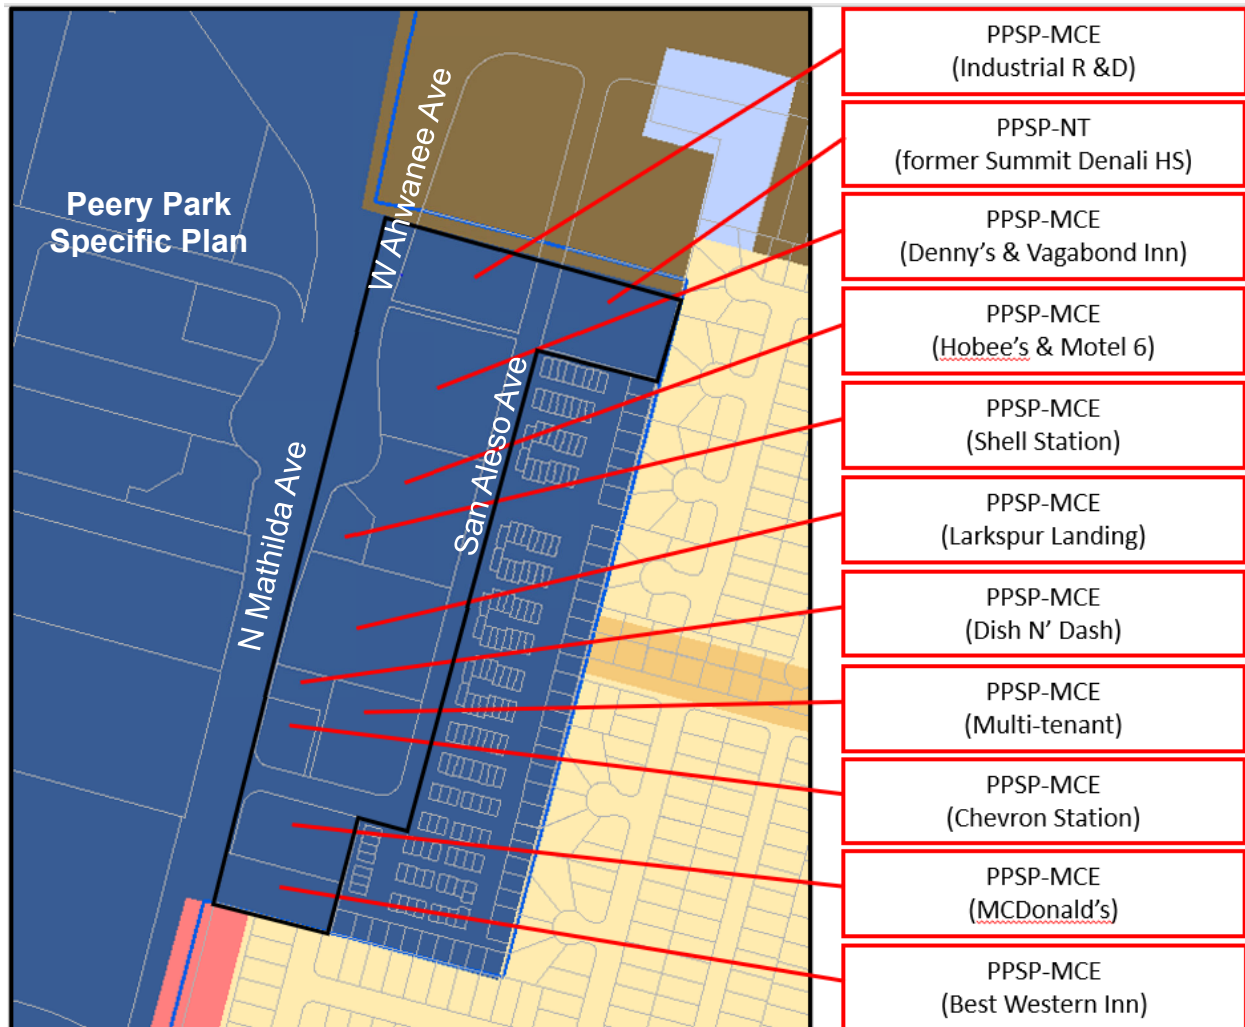 Peery Park
Specific Plan
W Ahwanee Ave
N Mathilda Ave
San Aleso Ave
PPSP-MCE
(Industrial R &D)
PPSP-NT
(former Summit Denali HS)
PPSP-MCE
(Denny's & Vagabond Inn)
PPSP-MCE
(Hobee's & Motel 6)
PPSP-MCE
(Shell Station)
PPSP-MCE
(Larkspur Landing)
PPSP-MCE
(Dish N' Dash)
PPSP-MCE
(Multi-tenant)
PPSP-MCE
(Chevron Station)
PPSP-MCE
(MCDonald's)
PPSP-MCE
(Best Western Inn)